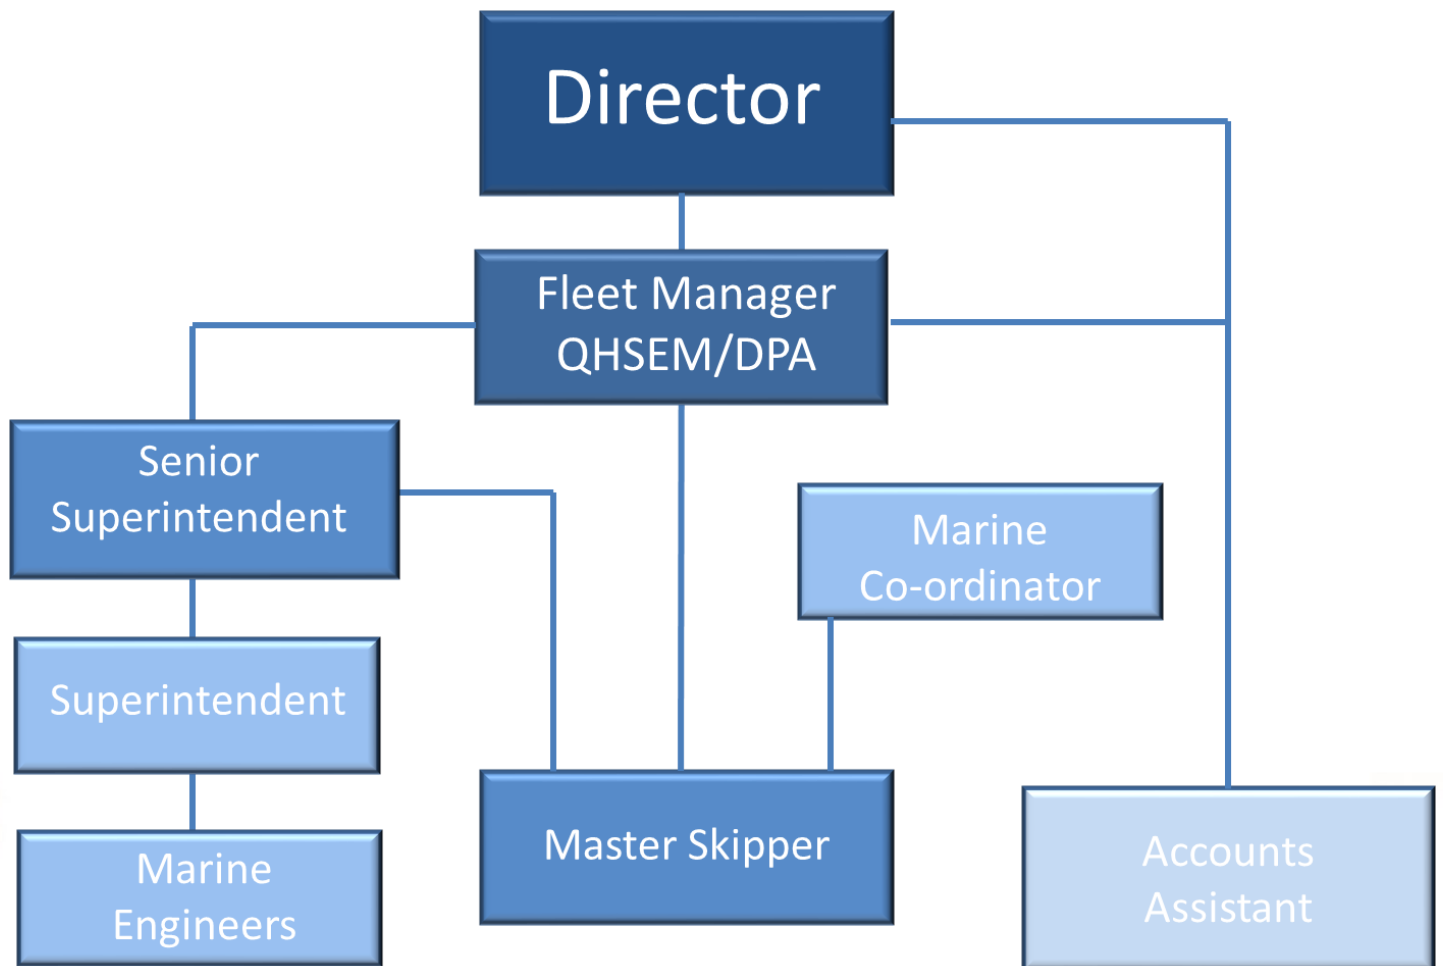 Director
Fleet Manager
QHSEM/DPA
Senior
Superintendent
Marine
Co-ordinator
Superintendent
Master Skipper
Marine
Engineers
Accounts
Assistant